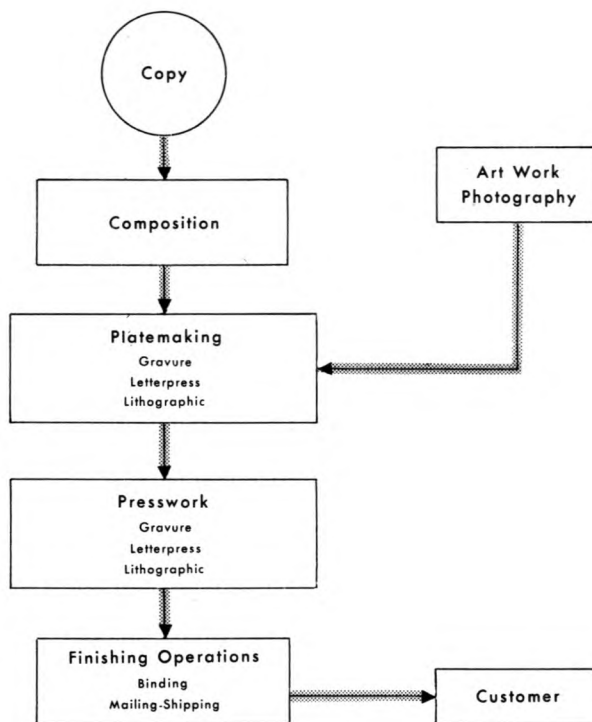 Copy
Art Work
Photography
Composition
Platemaking
Gravure
Letterpress
Lithographic
Presswork
Gravure
Letterpress
Lithographic
Finishing Operations
Binding
Mailing-Shipping
Customer